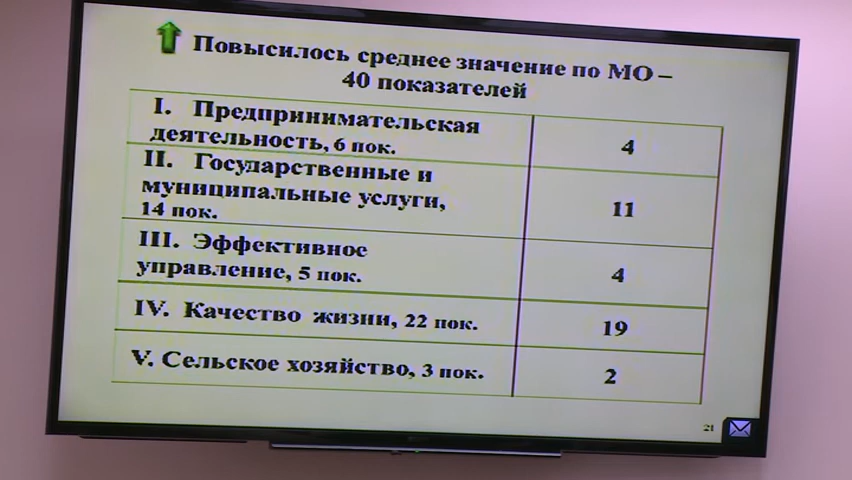 Повысилось среднее значение по МО –
40 показателей
I. Предпринимательская
деятельность, 6 пок.
4
II. Государственные и
муниципальные услуги,
14 пок.
11
III. Эффективное
управление, 5 пок.
4
IV. Качество жизни, 22 пок.
19
V. Сельское хозяйство, 3 пок.
2
21